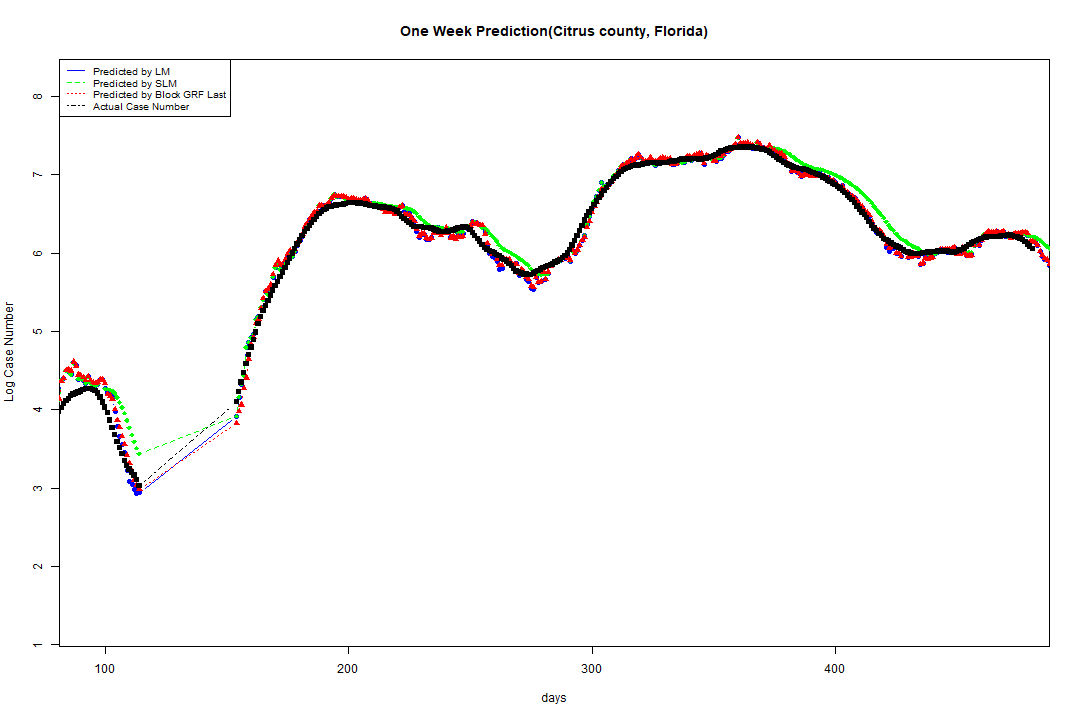 One Week Prediction(Citrus county, Florida)
Predicted by LM
Predicted by SLM
Predicted by Block GRF Last
Actual Case Number
8
7
6
5
4
3
2
1
Log Case Number
100 200 300 400
days